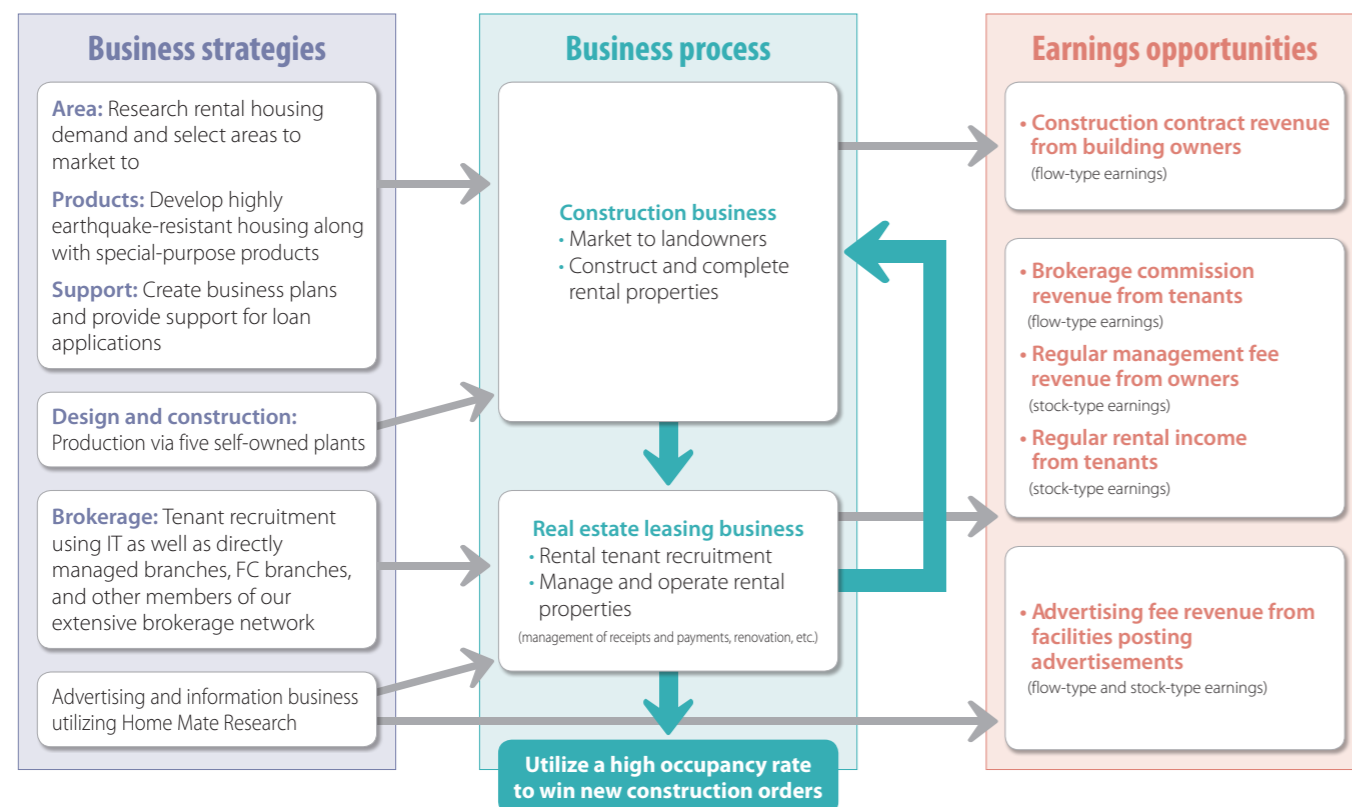 Business strategies
Area: Research rental housing
demand and select areas to
market to
Products: Develop highly
earthquake-resistant housing along
with special-purpose products
Support: Create business plans
and provide support for loan
applications
Design and construction:
Production via five self-owned plants
Brokerage: Tenant recruitment
using IT as well as directly
managed branches, FC branches,
and other members of our
extensive brokerage network
Advertising and information business
utilizing Home Mate Research
Business process
Construction business
• Market to landowners
• Construct and complete
rental properties
Real estate leasing business
• Rental tenant recruitment
• Manage and operate rental
properties
(management of receipts and payments, renovation, etc.)
Utilize a high occupancy rate
to win new construction orders
Earnings opportunities
• Construction contract revenue
from building owners
(flow-type earnings)
• Brokerage commission
revenue from tenants
(flow-type earnings)
• Regular management fee
revenue from owners
(stock-type earnings)
• Regular rental income
from tenants
(stock-type earnings)
• Advertising fee revenue from
facilities posting
advertisements
(flow-type and stock-type earnings)